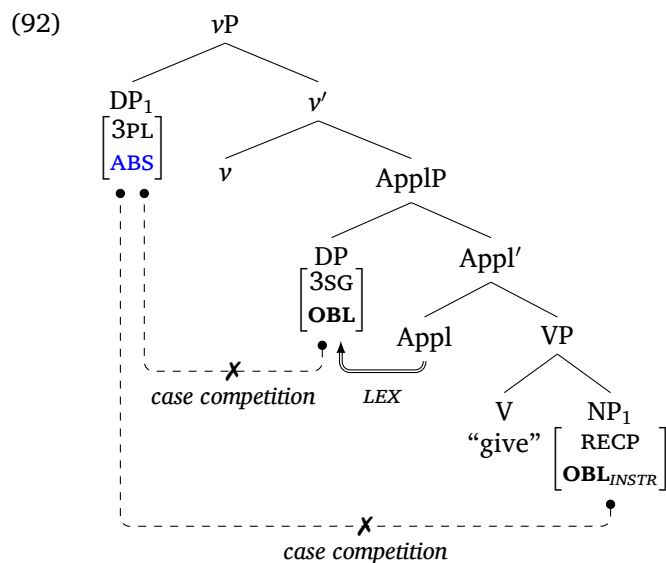 (92)
vP
DP₁
v′
[3PL
ABS]
v
ApplP
DP
Appl′
[3SG
OBL]
Appl
VP
✗
case competition
LEX
V
NP₁
“give”
[RECP
OBL_INSTR]
✗
case competition